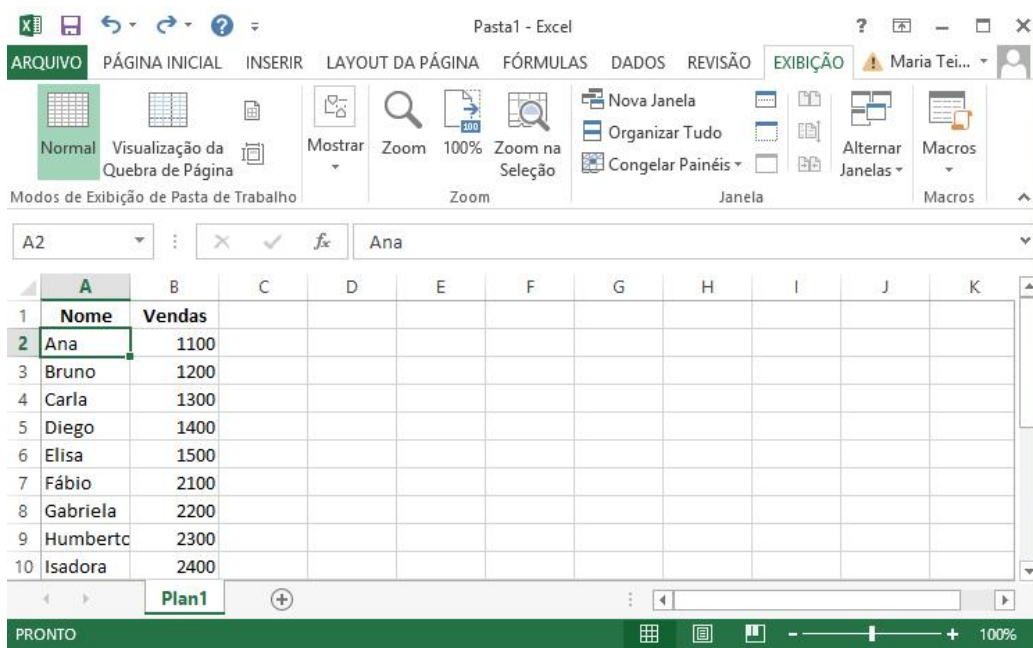 Pasta1 - Excel
ARQUIVO PÁGINA INICIAL INSERIR LAYOUT DA PÁGINA FÓRMULAS DADOS REVISÃO EXIBIÇÃO Maria Tei...
Normal
Visualização da
Quebra de Página
Modos de Exibição de Pasta de Trabalho
Mostrar
Zoom
100
100%
Zoom na
Seleção
Zoom
Nova Janela
Organizar Tudo
Congelar Painéis
Alternar
Janelas
Janela
Macros
Macros
A2 fx Ana
A B C D E F G H I J K
1 Nome Vendas
2 Ana 1100
3 Bruno 1200
4 Carla 1300
5 Diego 1400
6 Elisa 1500
7 Fábio 2100
8 Gabriela 2200
9 Humberto 2300
10 Isadora 2400
Plan1
PRONTO 100%